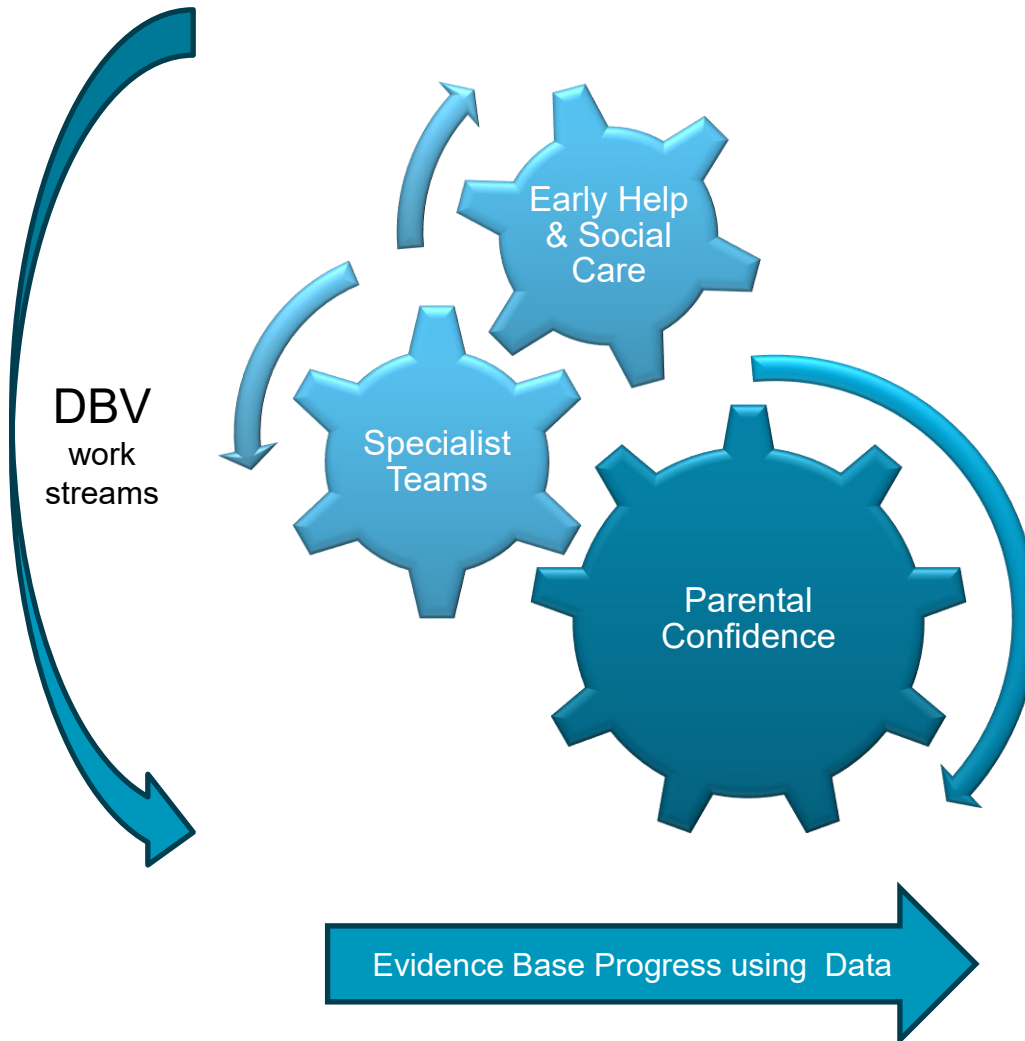 Early Help
& Social
Care
DBV
work
streams
Specialist
Teams
Parental
Confidence
Evidence Base Progress using  Data